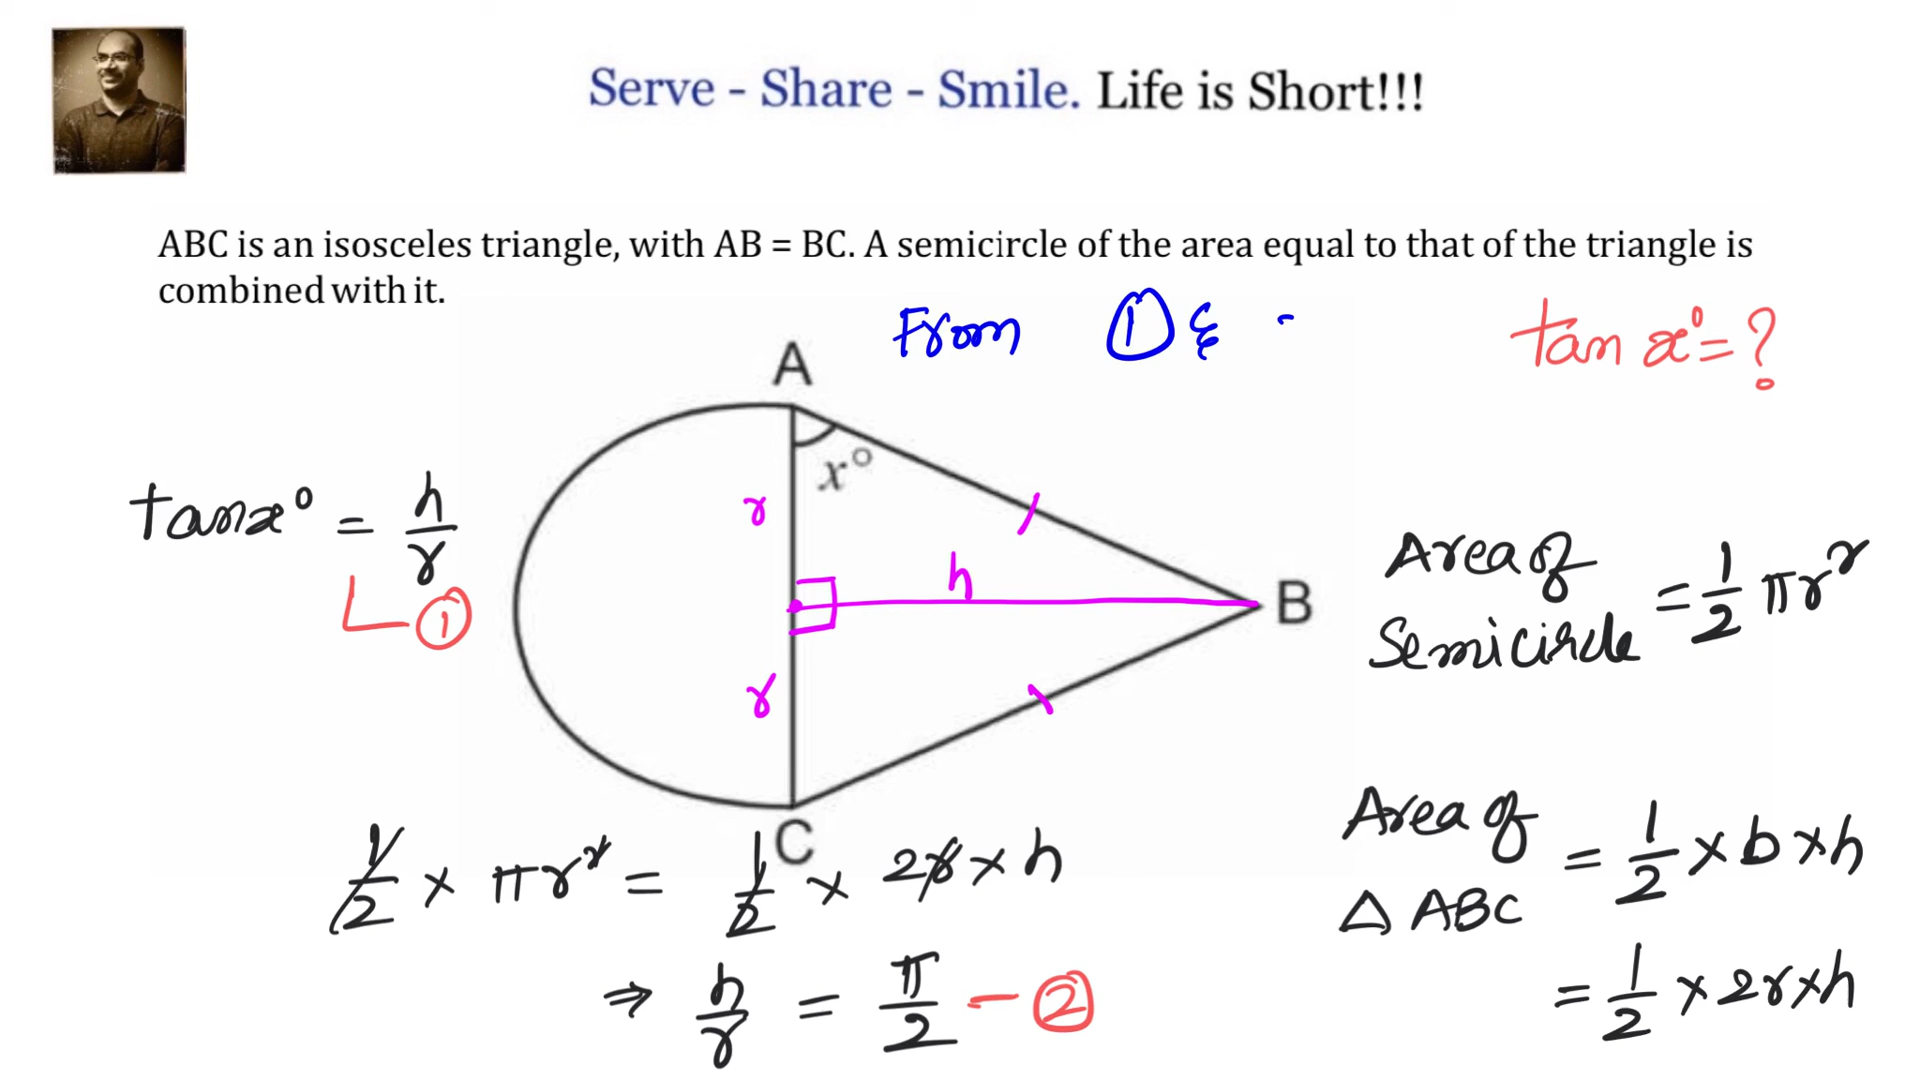 Serve - Share - Smile. Life is Short!!!
ABC is an isosceles triangle, with AB = BC. A semicircle of the area equal to that of the triangle is
combined with it.
From ① &
tan x° = ?
A
x°
tan x° = h/r
① 
r
h
B
r
C
Area of Semicircle = 1/2 πr²
Area of △ ABC = 1/2 × b × h
= 1/2 × 2r × h
1/2 × πr² = 1/2 × 2r × h
⇒ h/r = π/2 — ②